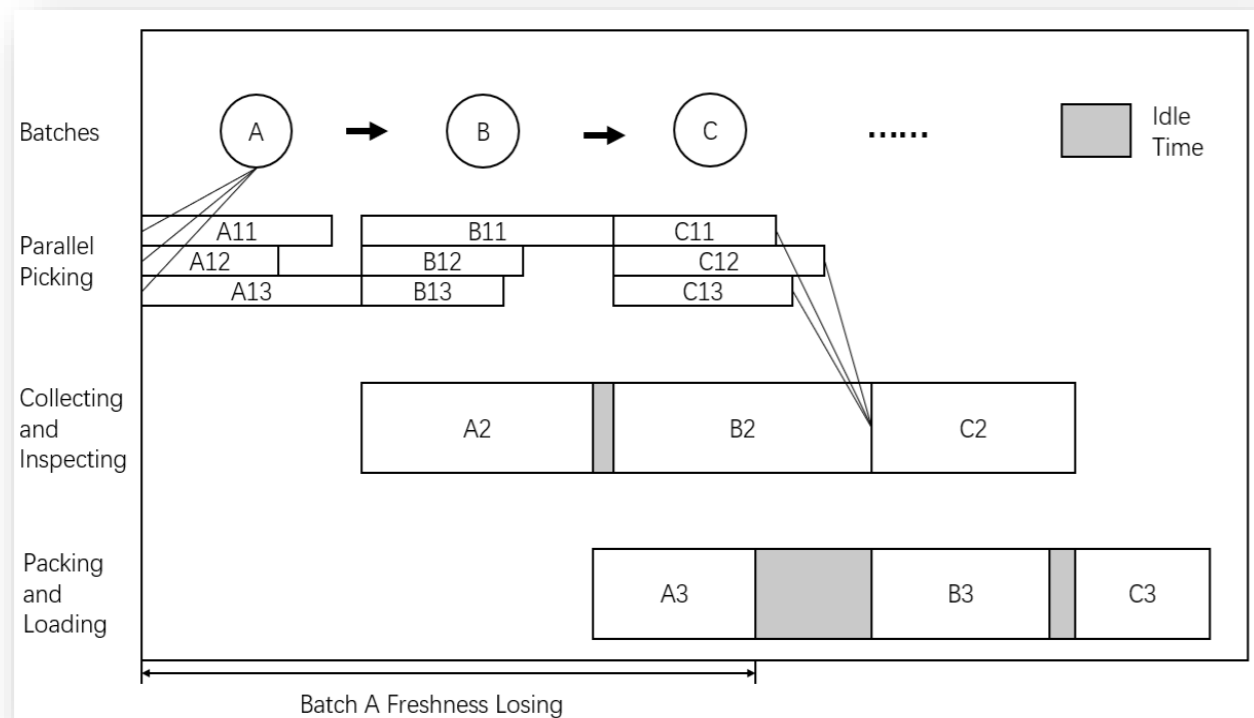 Batches
A
B
C
……
Idle
Time
Parallel
Picking
A11
B11
C11
A12
B12
C12
A13
B13
C13
Collecting
and
Inspecting
A2
B2
C2
Packing
and
Loading
A3
B3
C3
Batch A Freshness Losing